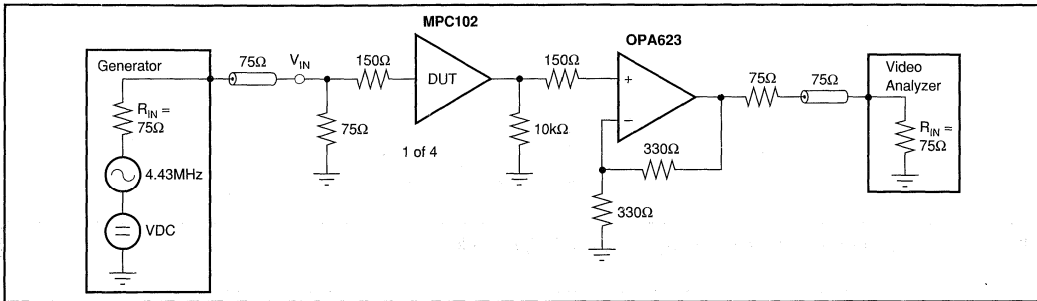 Generator
R_IN =
75Ω
4.43MHz
VDC
75Ω
V_IN
75Ω
150Ω
MPC102
DUT
1 of 4
10kΩ
150Ω
OPA623
+
−
330Ω
330Ω
75Ω
75Ω
Video
Analyzer
R_IN =
75Ω